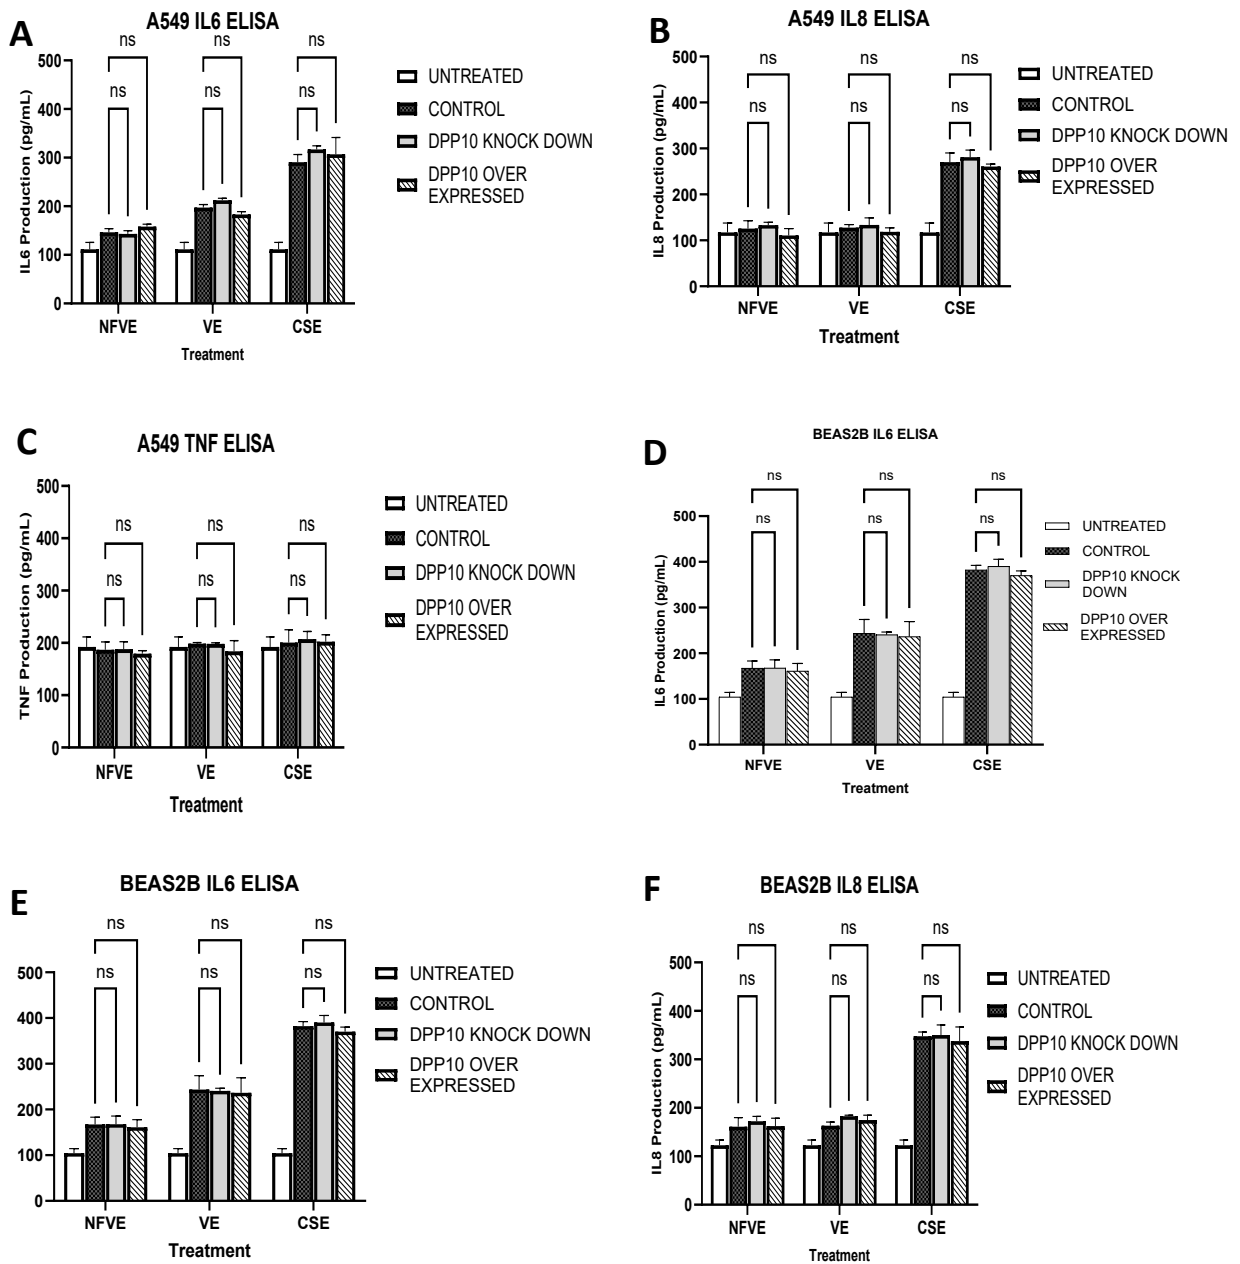 A
A549 IL6 ELISA
ns
ns
ns
ns
ns
ns
500
400
300
200
100
0
IL6 Production (pg/mL)
NFVE
VE
CSE
Treatment
UNTREATED
CONTROL
DPP10 KNOCK DOWN
DPP10 OVER
EXPRESSED
B
A549 IL8 ELISA
ns
ns
ns
ns
ns
ns
500
400
300
200
100
0
IL8 Production (pg/mL)
NFVE
VE
CSE
Treatment
UNTREATED
CONTROL
DPP10 KNOCK DOWN
DPP10 OVER
EXPRESSED
C
A549 TNF ELISA
ns
ns
ns
ns
ns
ns
500
400
300
200
100
0
TNF Production (pg/mL)
NFVE
VE
CSE
Treatment
UNTREATED
CONTROL
DPP10 KNOCK DOWN
DPP10 OVER
EXPRESSED
D
BEAS2B IL6 ELISA
ns
ns
ns
ns
ns
ns
500
400
300
200
100
0
IL6 Production (pg/mL)
NFVE
VE
CSE
Treatment
UNTREATED
CONTROL
DPP10 KNOCK
DOWN
DPP10 OVER
EXPRESSED
E
BEAS2B IL6 ELISA
ns
ns
ns
ns
ns
ns
500
400
300
200
100
0
NFVE
VE
CSE
Treatment
UNTREATED
CONTROL
DPP10 KNOCK DOWN
DPP10 OVER
EXPRESSED
F
BEAS2B IL8 ELISA
ns
ns
ns
ns
ns
ns
500
400
300
200
100
0
IL8 Production (pg/mL)
NFVE
VE
CSE
Treatment
UNTREATED
CONTROL
DPP10 KNOCK DOWN
DPP10 OVER
EXPRESSED